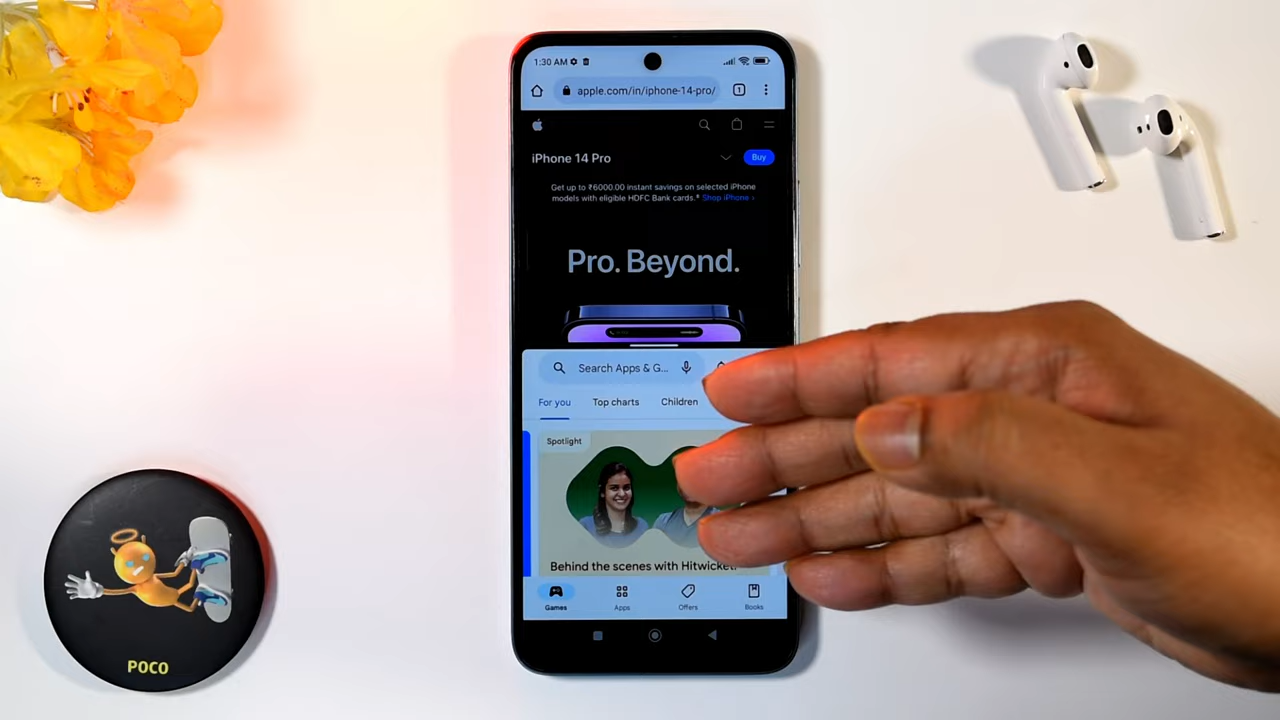 1:30 AM
apple.com/in/iphone-14-pro/
1
iPhone 14 Pro
Buy
Get up to ₹6000.00 instant savings on selected iPhone
models with eligible HDFC Bank cards.‡ Shop iPhone ›
Pro. Beyond.
Search Apps & G...
For you
Top charts
Children
Spotlight
Behind the scenes with Hitwicket:
Games
Apps
Offers
Books
POCO